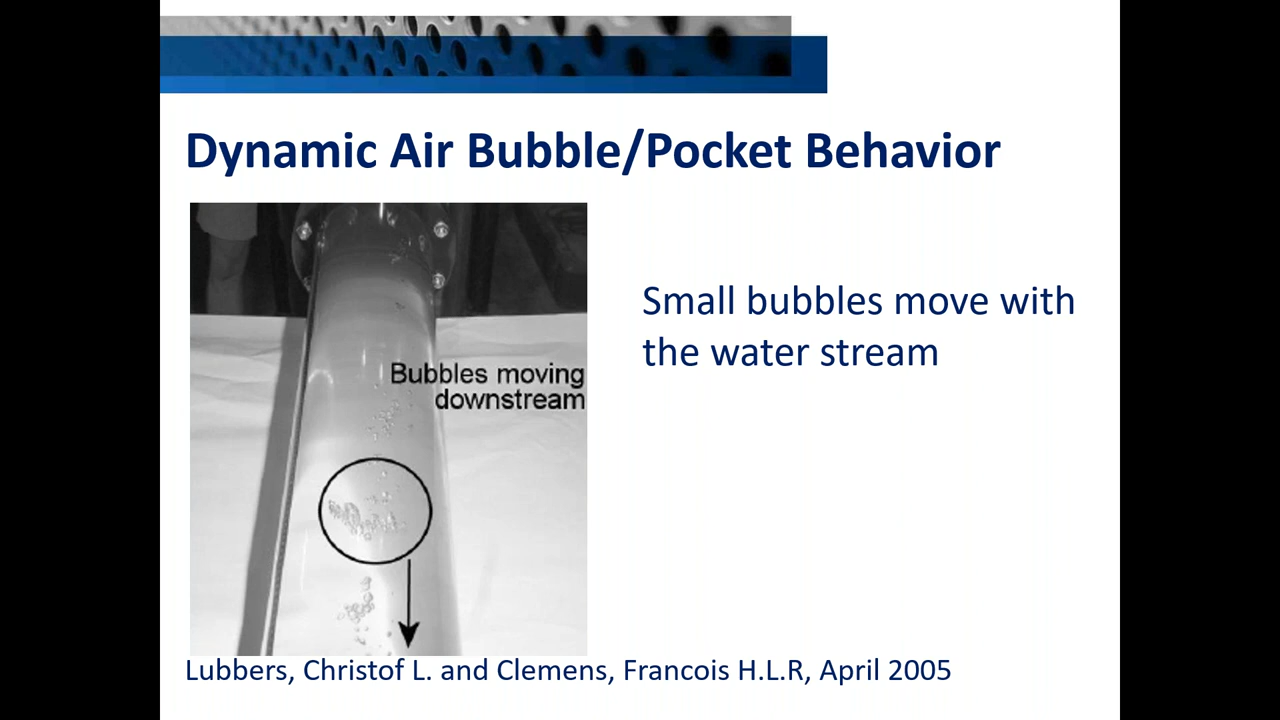 Dynamic Air Bubble/Pocket Behavior
Small bubbles move with
the water stream
Bubbles moving
downstream
Lubbers, Christof L. and Clemens, Francois H.L.R, April 2005